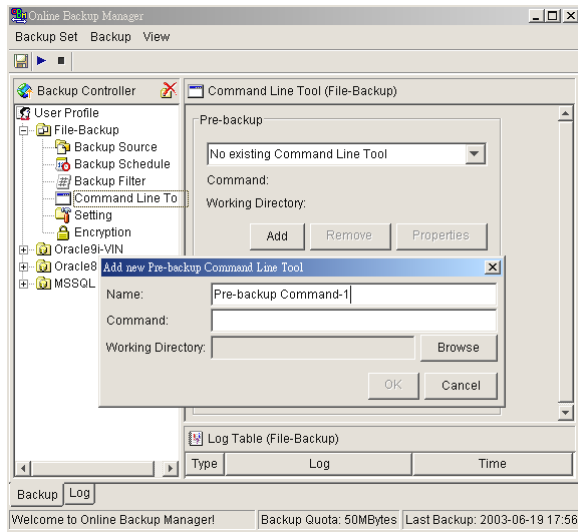 Online Backup Manager
Backup Set Backup View
Backup Controller
User Profile
File-Backup
Backup Source
Backup Schedule
Backup Filter
Command Line To
Setting
Encryption
Oracle9i-VIN
Oracle8
MSSQL
Command Line Tool (File-Backup)
Pre-backup
No existing Command Line Tool
Command:
Working Directory:
Add Remove Properties
Add new Pre-backup Command Line Tool
Name: Pre-backup Command-1
Command:
Working Directory: Browse
OK Cancel
Log Table (File-Backup)
Type Log Time
Backup Log
Welcome to Online Backup Manager! Backup Quota: 50MBytes Last Backup: 2003-06-19 17:56